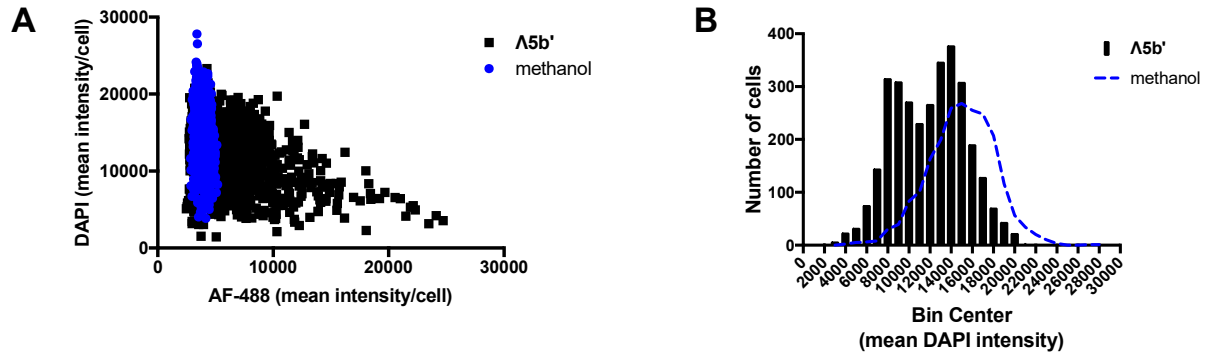 A
DAPI (mean intensity/cell)
30000
20000
10000
0
0
10000
20000
30000
AF-488 (mean intensity/cell)
Λ5b'
methanol
B
Number of cells
400
300
200
100
0
0
2000
4000
6000
8000
10000
12000
14000
16000
18000
20000
22000
24000
26000
28000
30000
Bin Center
(mean DAPI intensity)
Λ5b'
methanol